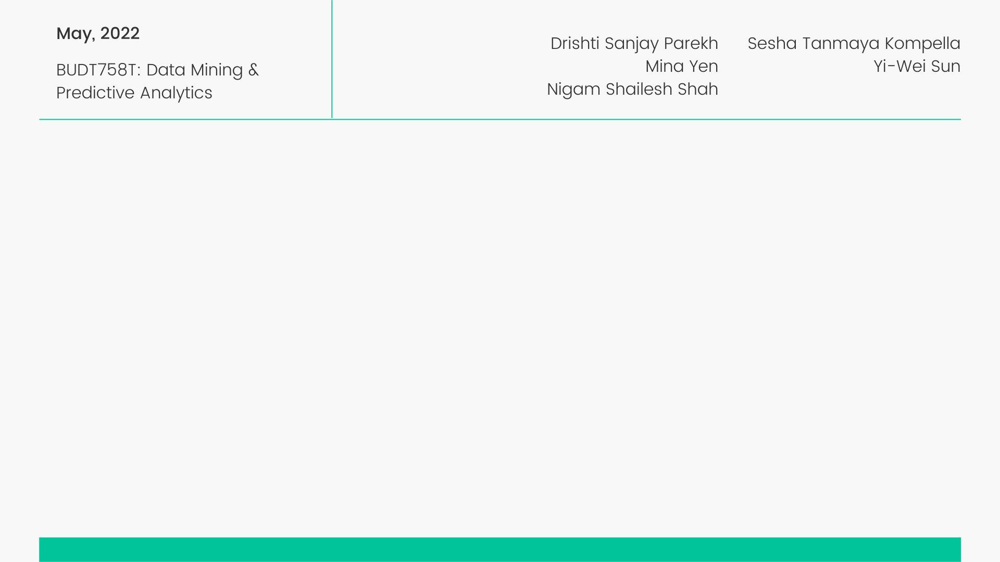 May, 2022
BUDT758T: Data Mining &
Predictive Analytics
Drishti Sanjay Parekh
Mina Yen
Nigam Shailesh Shah
Sesha Tanmaya Kompella
Yi-Wei Sun